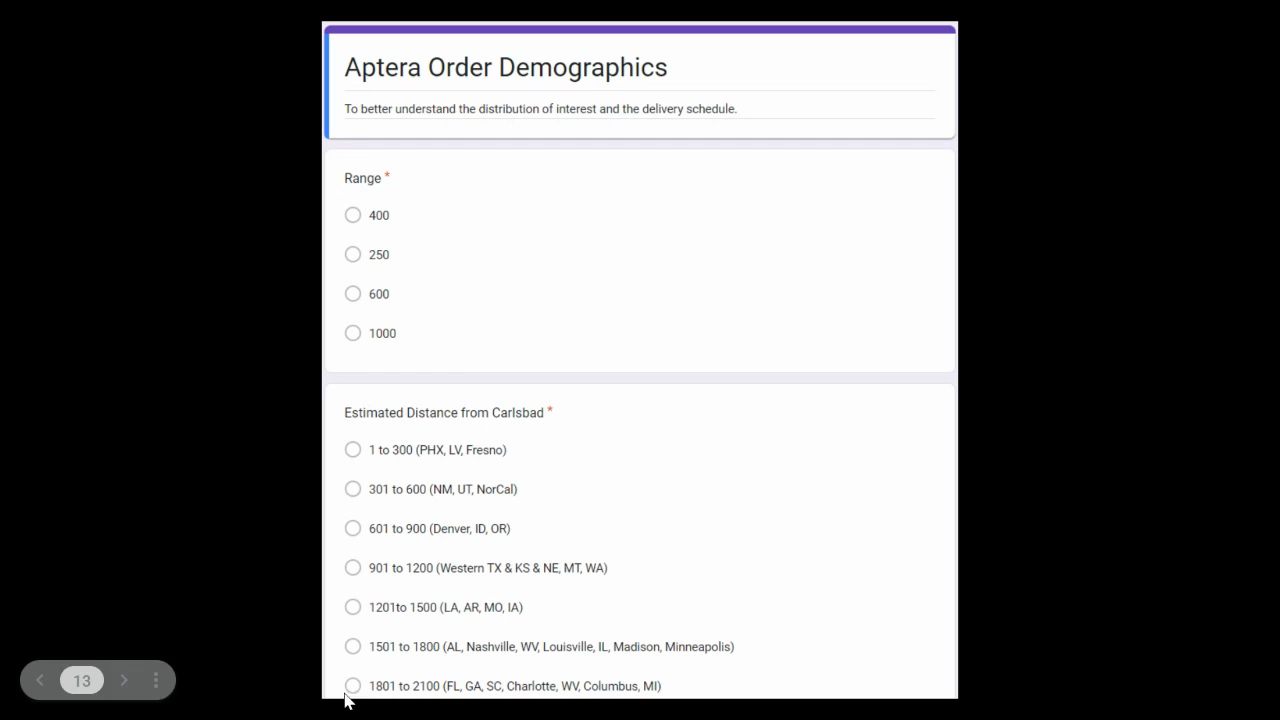 Aptera Order Demographics
To better understand the distribution of interest and the delivery schedule.
Range *
400
250
600
1000
Estimated Distance from Carlsbad *
1 to 300 (PHX, LV, Fresno)
301 to 600 (NM, UT, NorCal)
601 to 900 (Denver, ID, OR)
901 to 1200 (Western TX & KS & NE, MT, WA)
1201to 1500 (LA, AR, MO, IA)
1501 to 1800 (AL, Nashville, WV, Louisville, IL, Madison, Minneapolis)
1801 to 2100 (FL, GA, SC, Charlotte, WV, Columbus, MI)
13